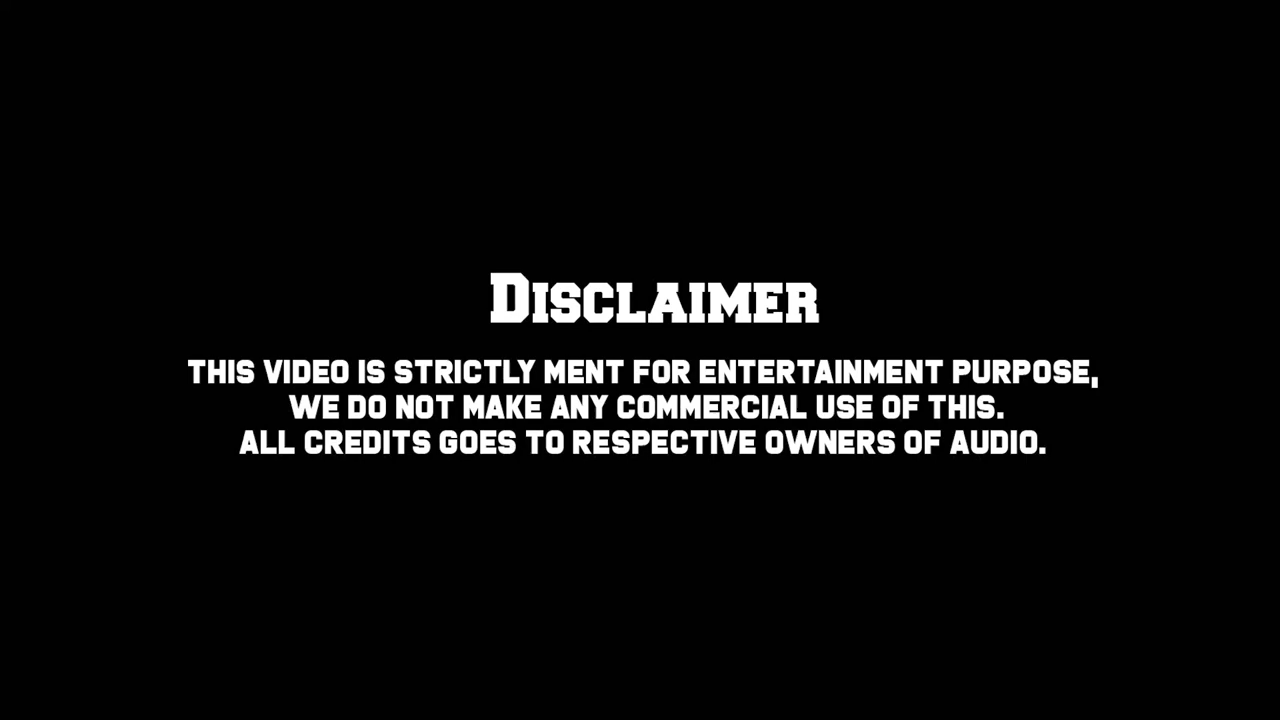 Disclaimer
THIS VIDEO IS STRICTLY MENT FOR ENTERTAINMENT PURPOSE,
WE DO NOT MAKE ANY COMMERCIAL USE OF THIS.
ALL CREDITS GOES TO RESPECTIVE OWNERS OF AUDIO.